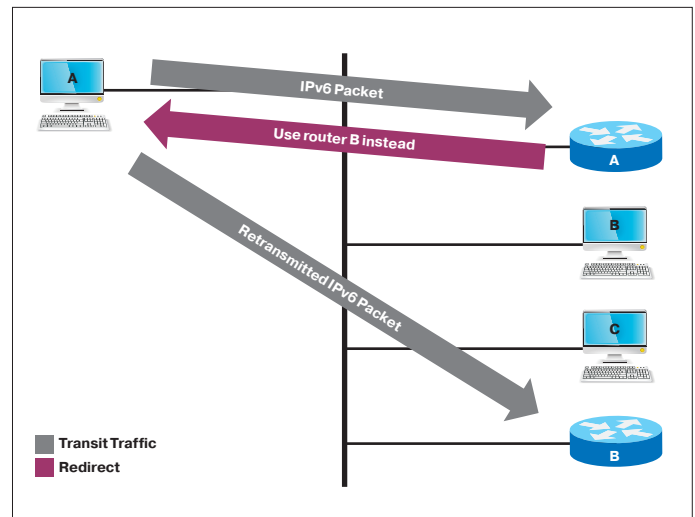 A
IPv6 Packet
Use router B instead
A
B
Retransmitted IPv6 Packet
C
B
Transit Traffic
Redirect